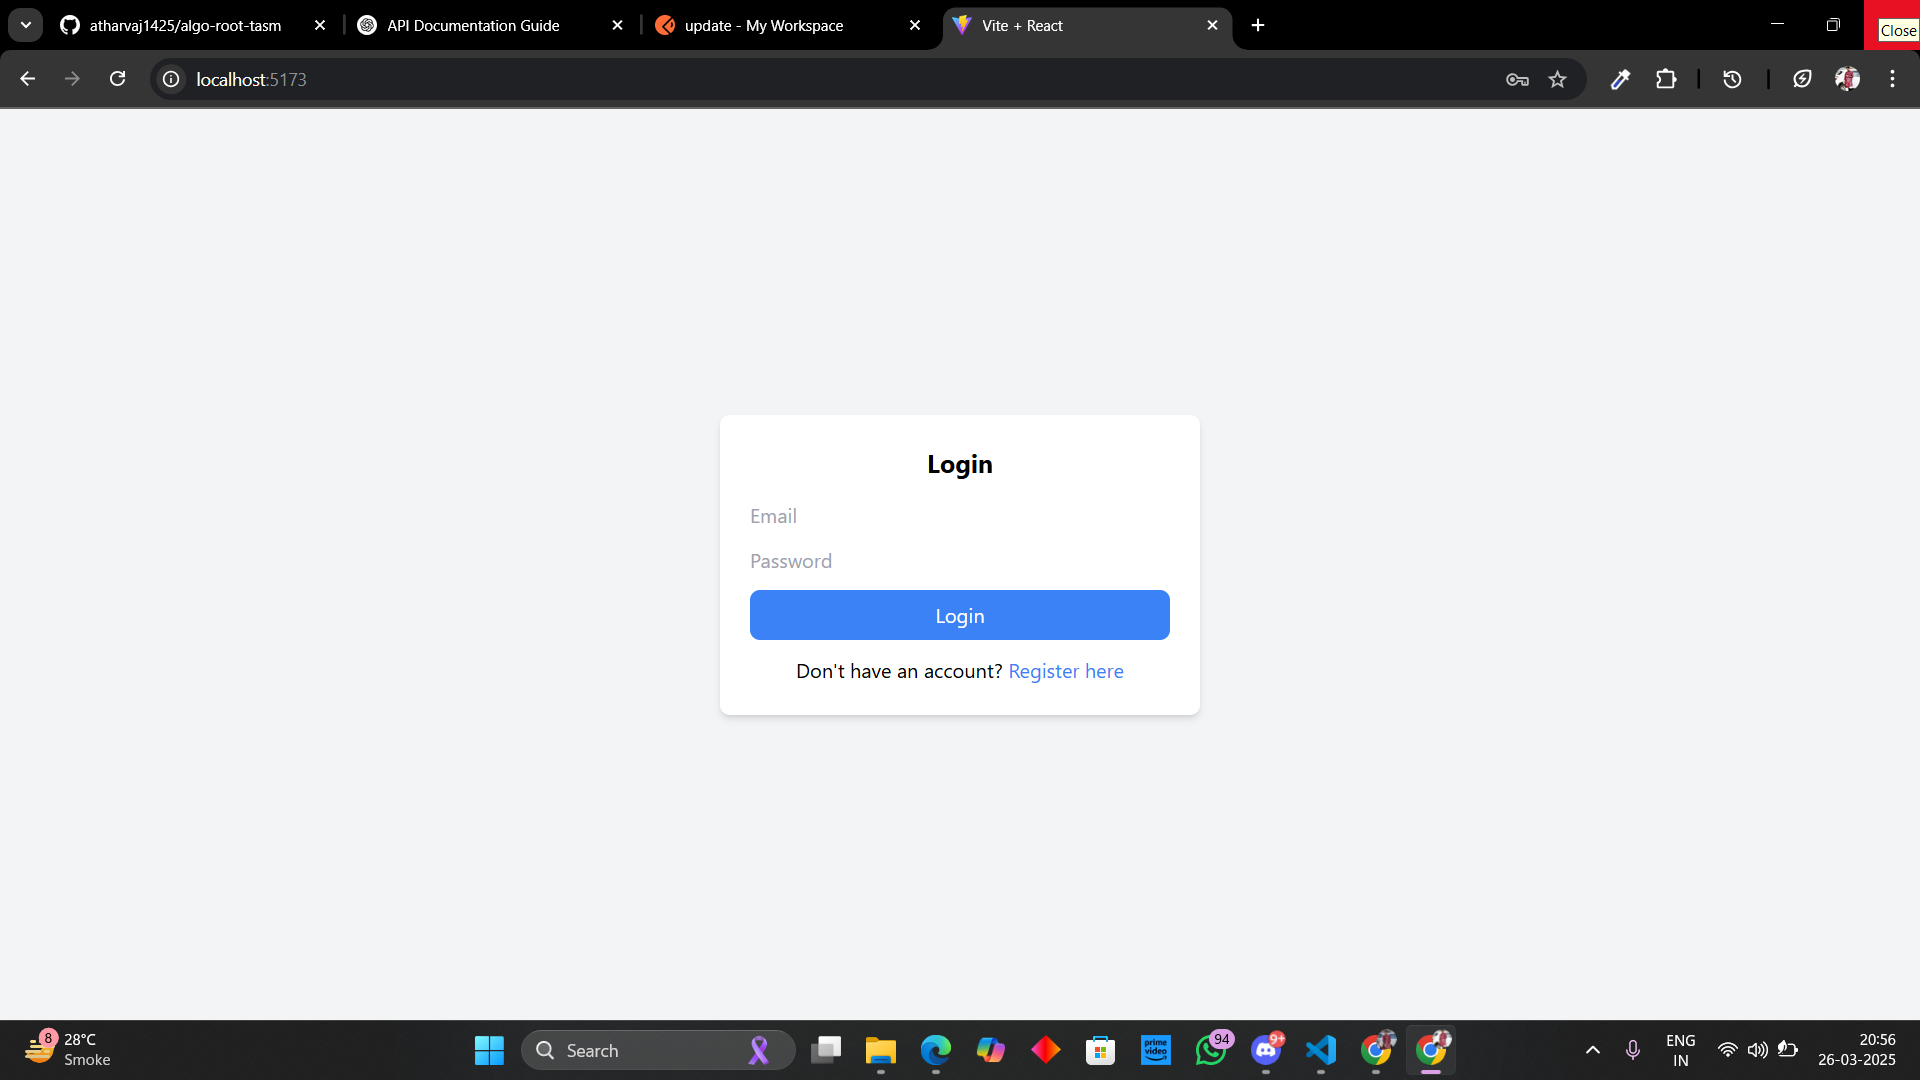 atharvaj1425/algo-root-tasm
API Documentation Guide
update - My Workspace
Vite + React
Close
localhost:5173
Login
Email
Password
Login
Don't have an account? Register here
8
28°C
Smoke
Search
prime video
94
9+
ENG
IN
20:56
26-03-2025